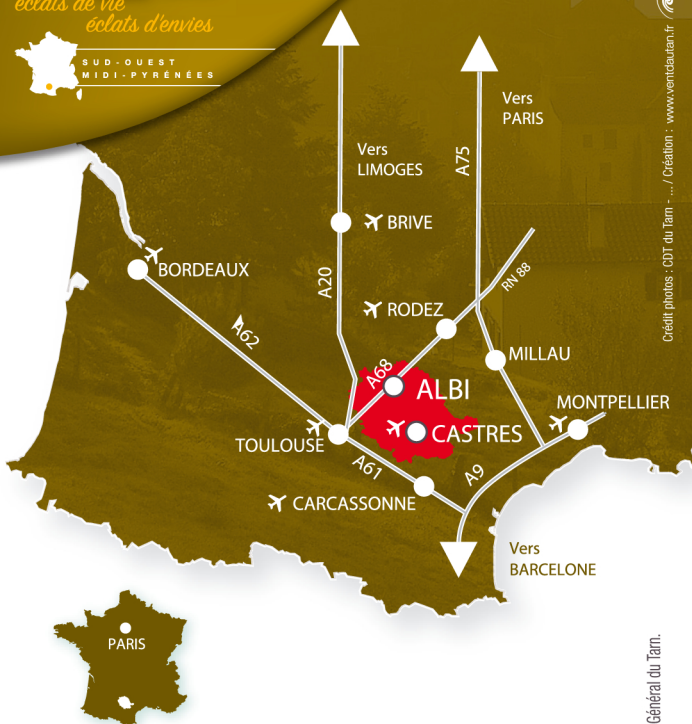 éclats de vie
éclats d'envies
SUD-OUEST
MIDI-PYRÉNÉES
Vers
LIMOGES
Vers
PARIS
A75
A20
BRIVE
BORDEAUX
A62
RODEZ
RN 88
MILLAU
A68
ALBI
MONTPELLIER
CASTRES
TOULOUSE
A61
A9
CARCASSONNE
Vers
BARCELONE
PARIS
Crédit photos : CDT du Tarn - ... / Création : www.ventdautan.fr
Général du Tarn.